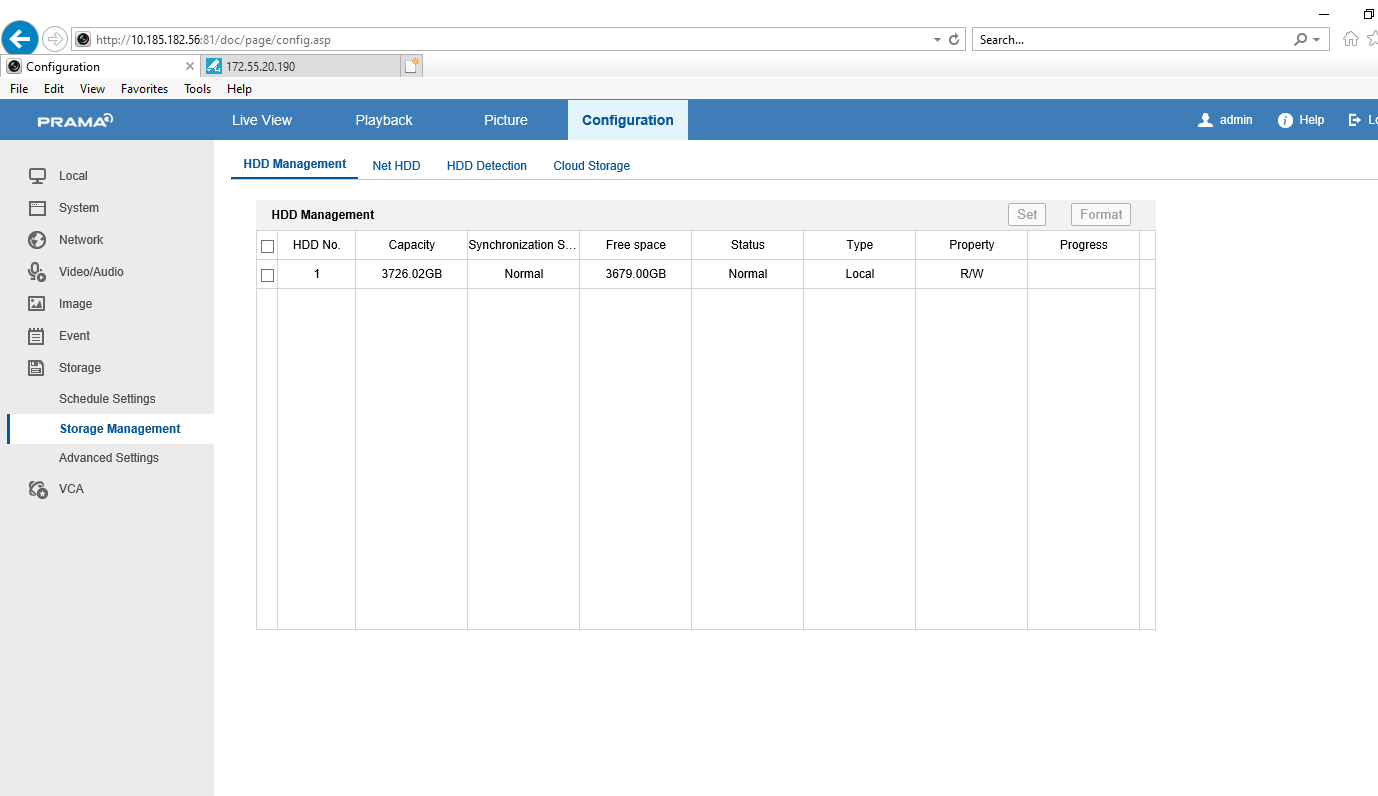 http://10.185.182.56:81/doc/page/config.asp
Search...
Configuration
172.55.20.190
File Edit View Favorites Tools Help
PRAMA Live View Playback Picture Configuration admin Help Lo
HDD Management Net HDD HDD Detection Cloud Storage
Local
System
Network
Video/Audio
Image
Event
Storage
Schedule Settings
Storage Management
Advanced Settings
VCA
HDD Management Set Format
HDD No. Capacity Synchronization S... Free space Status Type Property Progress
1 3726.02GB Normal 3679.00GB Normal Local R/W